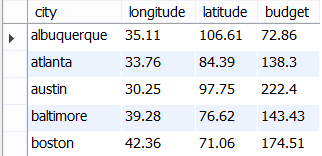 city longitude latitude budget
albuquerque 35.11 106.61 72.86
atlanta 33.76 84.39 138.3
austin 30.25 97.75 222.4
baltimore 39.28 76.62 143.43
boston 42.36 71.06 174.51